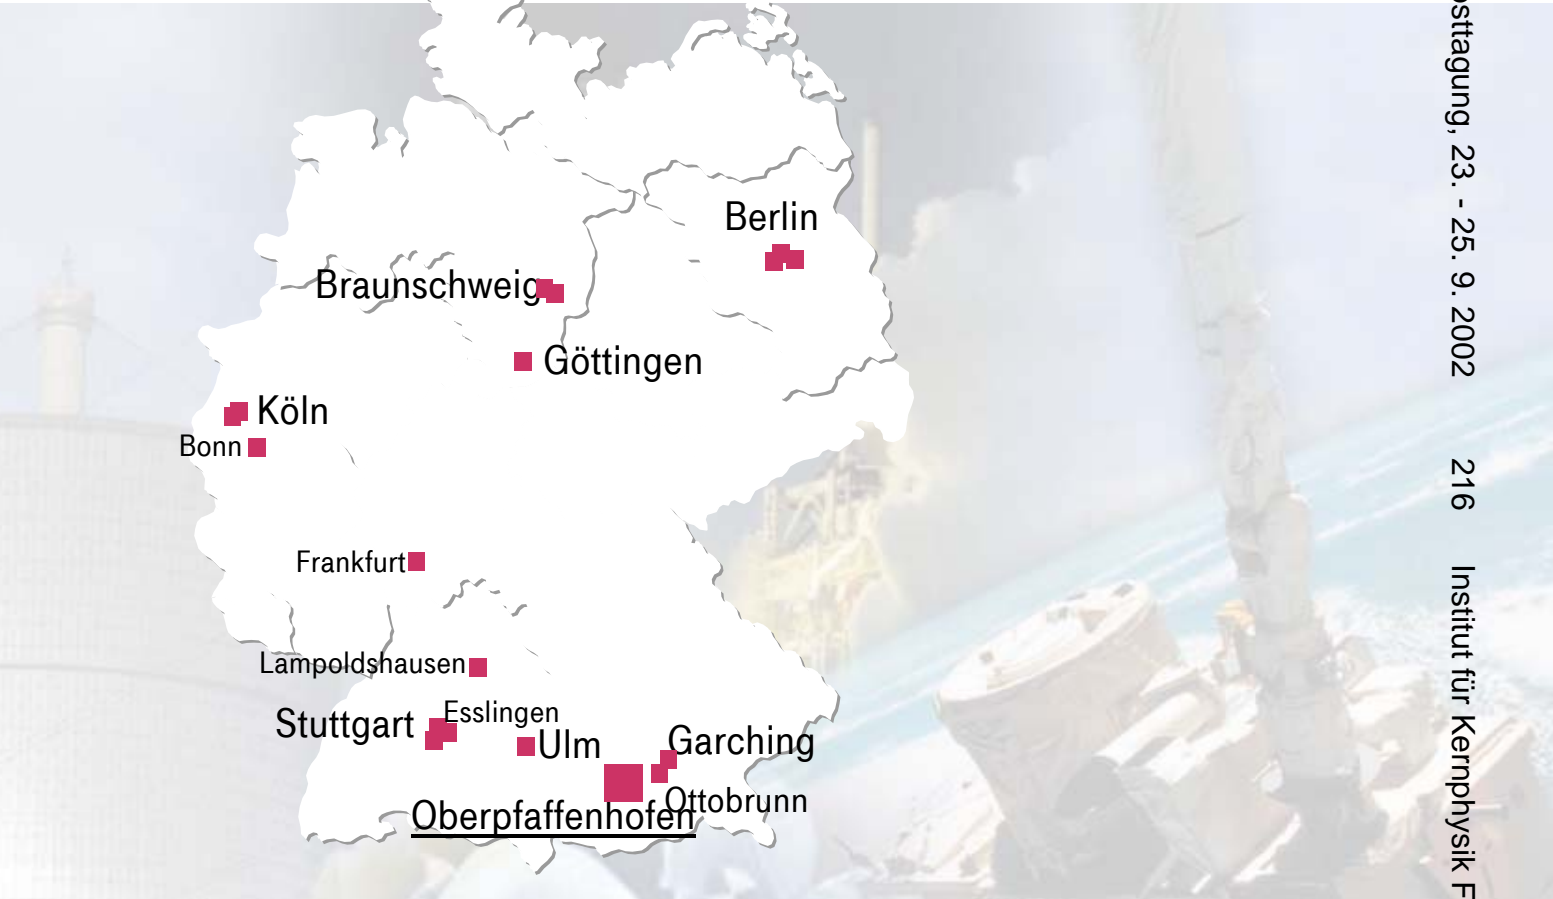 Berlin
Braunschweig
Göttingen
Köln
Bonn
Frankfurt
Lampoldshausen
Esslingen
Stuttgart
Ulm
Garching
Ottobrunn
Oberpfaffenhofen
23. - 25. 9. 2002 216 Institut für Kernphysik